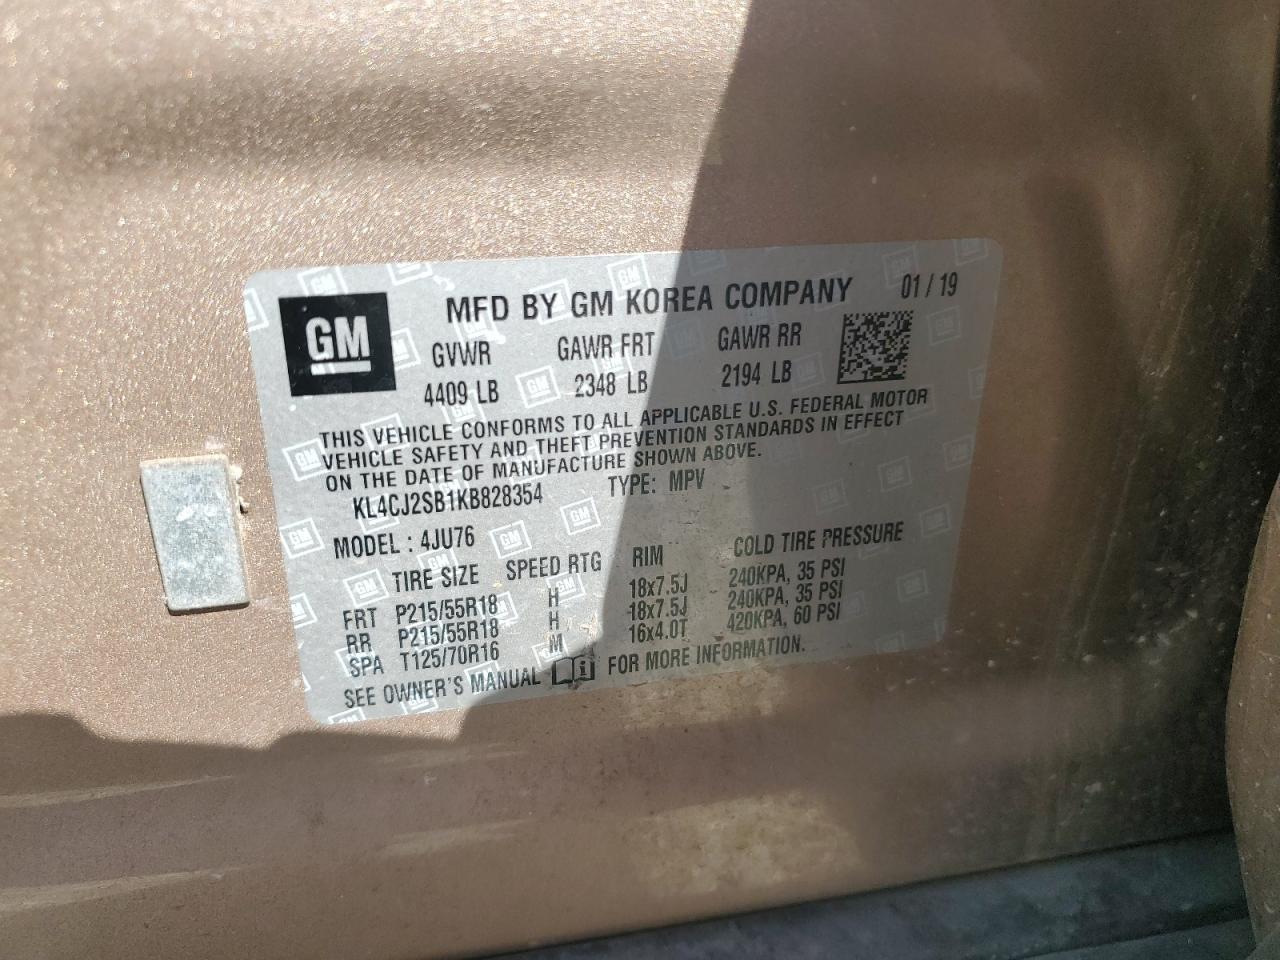 GM
MFD BY GM KOREA COMPANY 01 / 19
GVWR GAWR FRT GAWR RR
4409 LB 2348 LB 2194 LB
THIS VEHICLE CONFORMS TO ALL APPLICABLE U.S. FEDERAL MOTOR
VEHICLE SAFETY AND THEFT PREVENTION STANDARDS IN EFFECT
ON THE DATE OF MANUFACTURE SHOWN ABOVE.
KL4CJ2SB1KB828354 TYPE: MPV
MODEL : 4JU76
TIRE SIZE SPEED RTG RIM COLD TIRE PRESSURE
FRT P215/55R18 H 18x7.5J 240KPA, 35 PSI
RR P215/55R18 H 18x7.5J 240KPA, 35 PSI
SPA T125/70R16 M 16x4.0T 420KPA, 60 PSI
SEE OWNER'S MANUAL i FOR MORE INFORMATION.